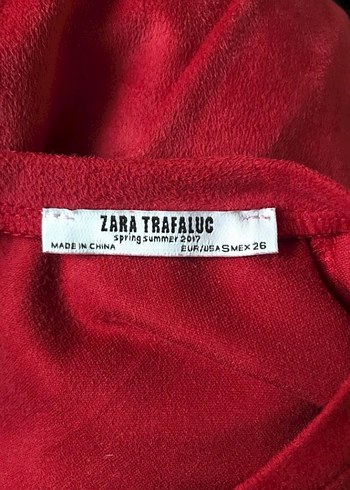 ZARA TRAFALUC
spring summer 2017
MADE IN CHINA EUR/USA S MEX 26